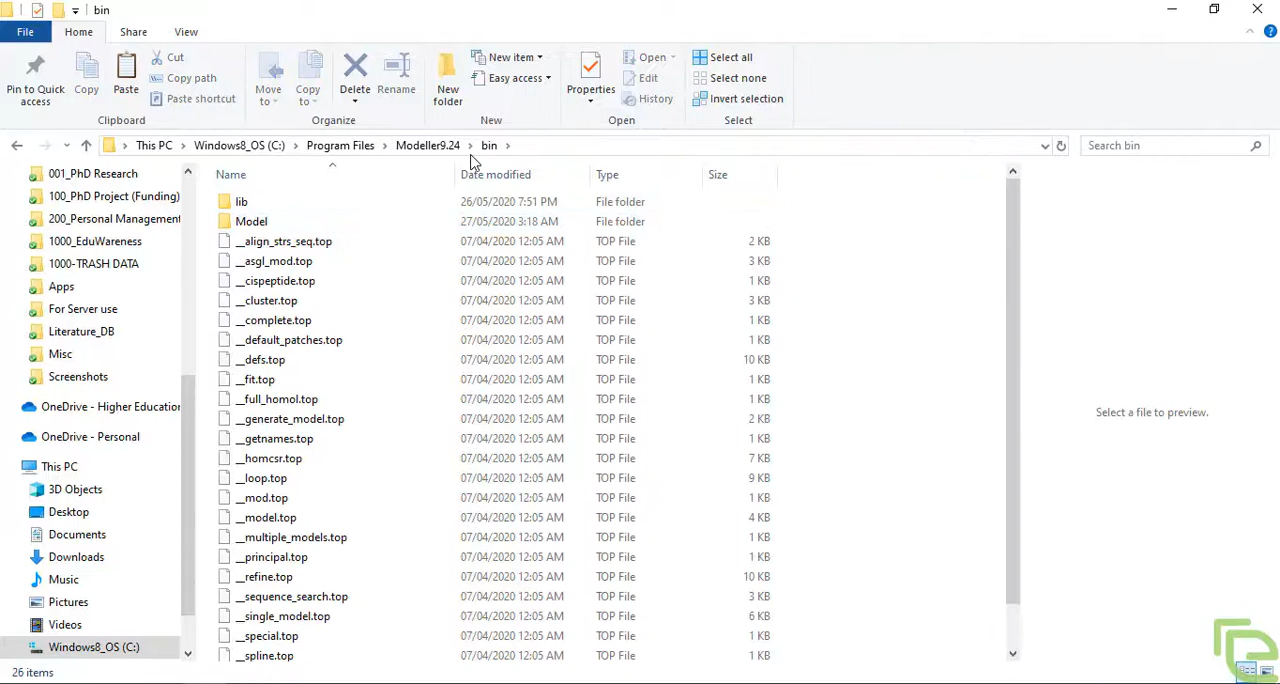 bin
File Home Share View
Pin to Quick access
Copy
Paste
Cut
Copy path
Paste shortcut
Clipboard
Move to
Copy to
Delete
Rename
Organize
New folder
New item
Easy access
New
Properties
Open
Edit
History
Open
Select all
Select none
Invert selection
Select
This PC Windows8_OS (C:) Program Files Modeller9.24 bin
Search bin
001_PhD Research
100_PhD Project (Funding)
200_Personal Management
1000_EduWareness
1000-TRASH DATA
Apps
For Server use
Literature_DB
Misc
Screenshots
OneDrive - Higher Education
OneDrive - Personal
This PC
3D Objects
Desktop
Documents
Downloads
Music
Pictures
Videos
Windows8_OS (C:)
Name Date modified Type Size
lib 26/05/2020 7:51 PM File folder
Model 27/05/2020 3:18 AM File folder
__align_strs_seq.top 07/04/2020 12:05 AM TOP File 2 KB
__asgl_mod.top 07/04/2020 12:05 AM TOP File 3 KB
__cispeptide.top 07/04/2020 12:05 AM TOP File 1 KB
__cluster.top 07/04/2020 12:05 AM TOP File 3 KB
__complete.top 07/04/2020 12:05 AM TOP File 1 KB
__default_patches.top 07/04/2020 12:05 AM TOP File 1 KB
__defs.top 07/04/2020 12:05 AM TOP File 10 KB
__fit.top 07/04/2020 12:05 AM TOP File 1 KB
__full_homol.top 07/04/2020 12:05 AM TOP File 1 KB
__generate_model.top 07/04/2020 12:05 AM TOP File 2 KB
__getnames.top 07/04/2020 12:05 AM TOP File 1 KB
__homcsr.top 07/04/2020 12:05 AM TOP File 7 KB
__loop.top 07/04/2020 12:05 AM TOP File 9 KB
__mod.top 07/04/2020 12:05 AM TOP File 1 KB
__model.top 07/04/2020 12:05 AM TOP File 4 KB
__multiple_models.top 07/04/2020 12:05 AM TOP File 1 KB
__principal.top 07/04/2020 12:05 AM TOP File 1 KB
__refine.top 07/04/2020 12:05 AM TOP File 10 KB
__sequence_search.top 07/04/2020 12:05 AM TOP File 3 KB
__single_model.top 07/04/2020 12:05 AM TOP File 6 KB
__special.top 07/04/2020 12:05 AM TOP File 1 KB
__spline.top 07/04/2020 12:05 AM TOP File 1 KB
Select a file to preview.
26 items